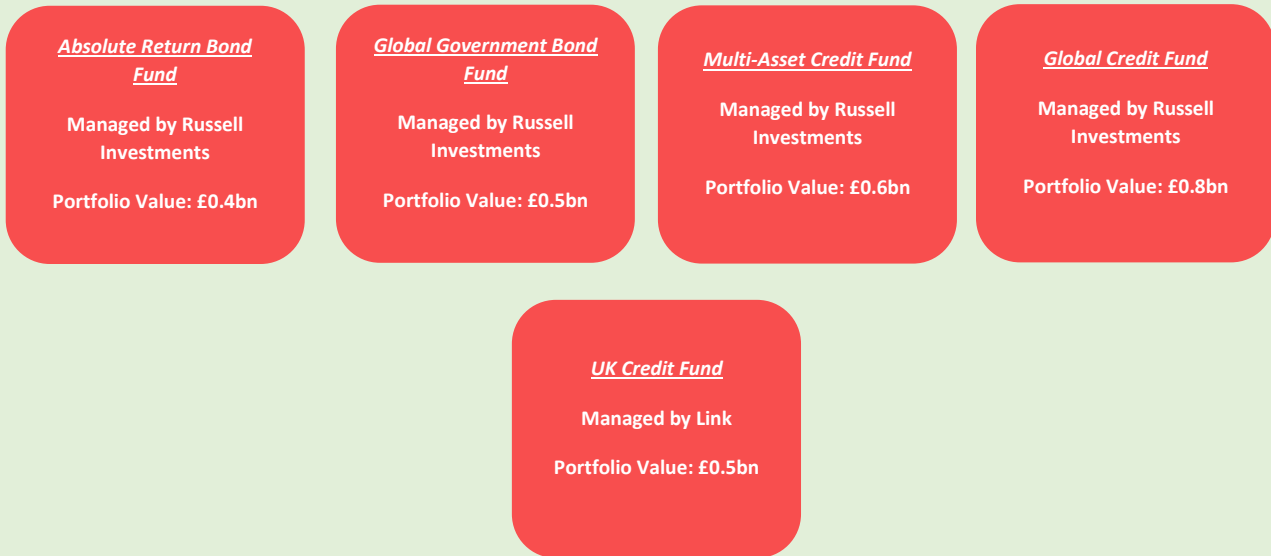 Absolute Return Bond
Fund
Managed by Russell
Investments
Portfolio Value: £0.4bn
Global Government Bond
Fund
Managed by Russell
Investments
Portfolio Value: £0.5bn
Multi-Asset Credit Fund
Managed by Russell
Investments
Portfolio Value: £0.6bn
Global Credit Fund
Managed by Russell
Investments
Portfolio Value: £0.8bn
UK Credit Fund
Managed by Link
Portfolio Value: £0.5bn